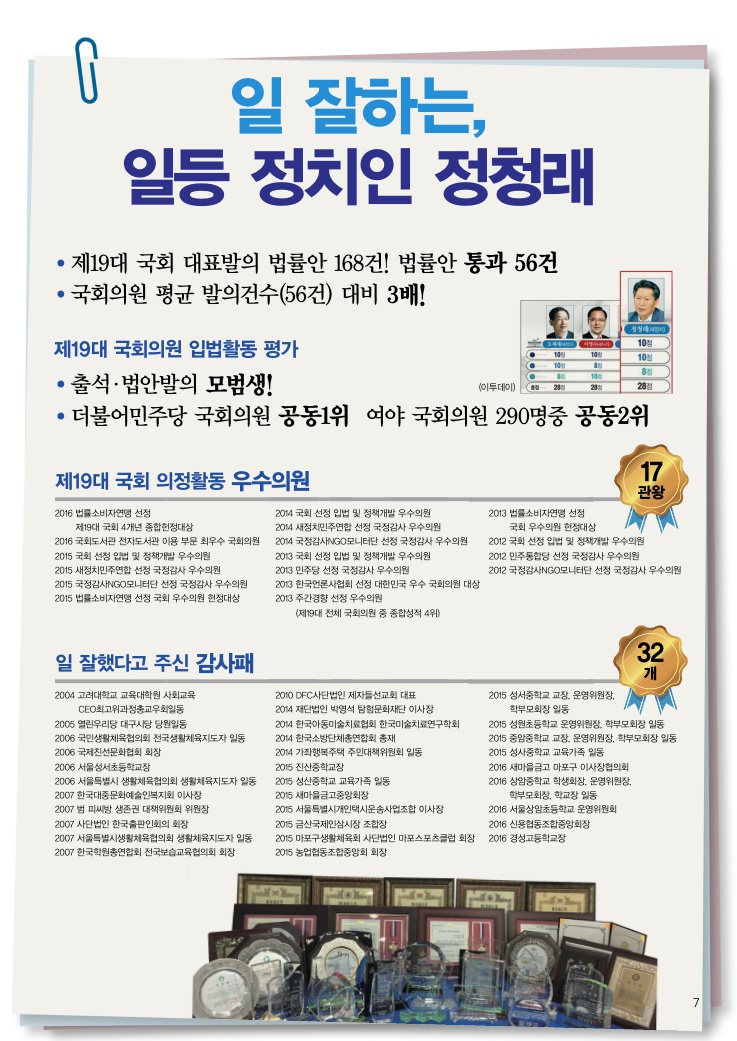 일 잘하는,
일등 정치인 정청래
• 제19대 국회 대표발의 법률안 168건! 법률안 통과 56건
• 국회의원 평균 발의건수(56건) 대비 3배!
제19대 국회의원 입법활동 평가
• 출석·법안발의 모범생!
(이투데이)
정청래(새정치)
10점
10점
10점
10점
8점
10점
8점
10점
8점
총점 28점 28점 28점
• 더불어민주당 국회의원 공동1위 여야 국회의원 290명중 공동2위
제19대 국회 의정활동 우수의원
17
관왕
2016 법률소비자연맹 선정
제19대 국회 4개년 종합헌정대상
2016 국회도서관 전자도서관 이용 부문 최우수 국회의원
2015 국회 선정 입법 및 정책개발 우수의원
2015 새정치민주연합 선정 국정감사 우수의원
2015 국정감사NGO모니터단 선정 국정감사 우수의원
2015 법률소비자연맹 선정 국회 우수의원 헌정대상
2014 국회 선정 입법 및 정책개발 우수의원
2014 새정치민주연합 선정 국정감사 우수의원
2014 국정감사NGO모니터단 선정 국정감사 우수의원
2013 국회 선정 입법 및 정책개발 우수의원
2013 민주당 선정 국정감사 우수의원
2013 한국언론사협회 선정 대한민국 우수 국회의원 대상
2013 주간경향 선정 우수의원
(제19대 전체 국회의원 중 종합성적 4위)
2013 법률소비자연맹 선정
국회 우수의원 헌정대상
2012 국회 선정 입법 및 정책개발 우수의원
2012 민주통합당 선정 국정감사 우수의원
2012 국정감사NGO모니터단 선정 국정감사 우수의원
일 잘했다고 주신 감사패
32
개
2004 고려대학교 교육대학원 사회교육
CEO최고위과정총교우회일동
2005 열린우리당 대구시당 당원일동
2006 국민생활체육협의회 전국생활체육지도자 일동
2006 국제친선문화협회 회장
2006 서울성서초등학교장
2006 서울특별시 생활체육협의회 생활체육지도자 일동
2007 한국대중문화예술인복지회 이사장
2007 범 피씨방 생존권 대책위원회 위원장
2007 사단법인 한국출판인회의 회장
2007 서울특별시생활체육협의회 생활체육지도자 일동
2007 한국학원총연합회 전국보습교육협의회 회장
2010 DFC사단법인 제자들선교회 대표
2014 재단법인 박영석 탐험문화재단 이사장
2014 한국아동미술치료협회 한국미술치료연구학회
2014 한국소방단체총연합회 총재
2014 가좌행복주택 주민대책위원회 일동
2015 진산중학교장
2015 성산중학교 교육가족 일동
2015 새마을금고중앙회장
2015 서울특별시개인택시운송사업조합 이사장
2015 금산국제인삼시장 조합장
2015 마포구생활체육회 사단법인 마포스포츠클럽 회장
2015 농업협동조합중앙회 회장
2015 성서중학교 교장, 운영위원장,
학부모회장 일동
2015 성원초등학교 운영위원장, 학부모회장 일동
2015 중암중학교 교장, 운영위원장, 학부모회장 일동
2015 성사중학교 교육가족 일동
2016 새마을금고 마포구 이사장협의회
2016 상암중학교 학생회장, 운영위원장,
학부모회장, 학교장 일동
2016 서울상암초등학교 운영위원회
2016 신용협동조합중앙회장
2016 경성고등학교장
7